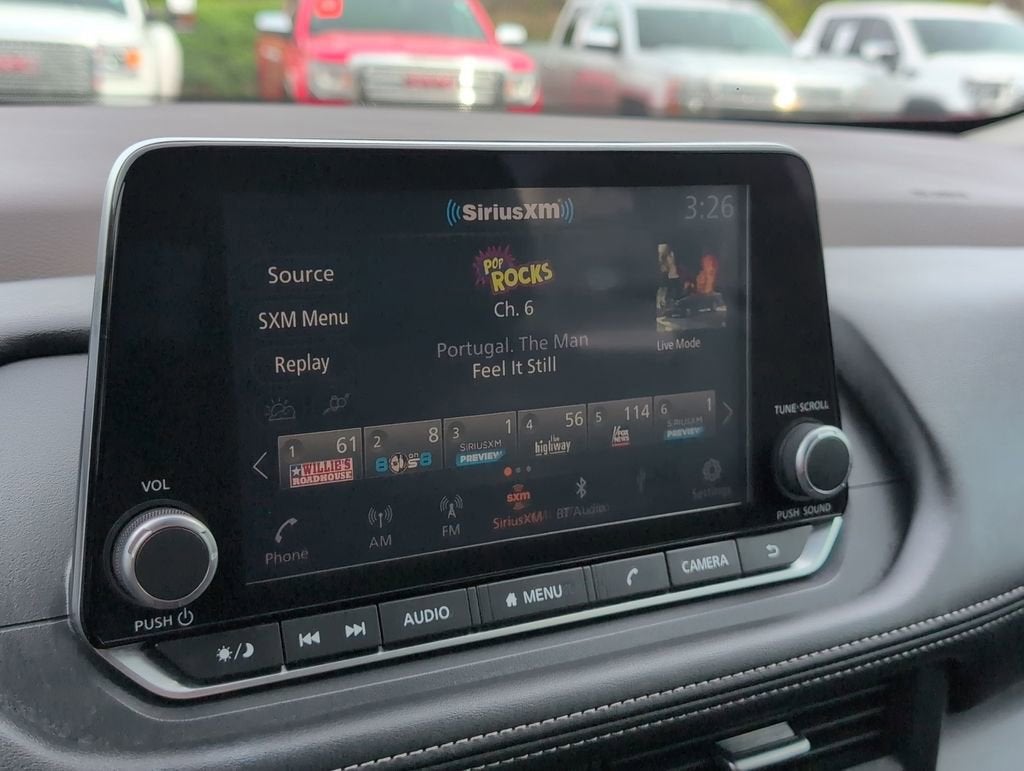 SiriusXM
3:26
Source
POP
ROCKS
Ch. 6
SXM Menu
Portugal. The Man
Live Mode
Replay
Feel It Still
1 61
WILLIE'S
ROADHOUSE
2 8
80s on 8
3 1
SIRIUSXM
PREVIEW
4 56
the
highway
5 114
FOX
NEWS
6 1
SIRIUSXM
PREVIEW
Phone
AM
FM
sxm
SiriusXM
BT Audio
Settings
VOL
PUSH
TUNE·SCROLL
PUSH SOUND
AUDIO
MENU
CAMERA